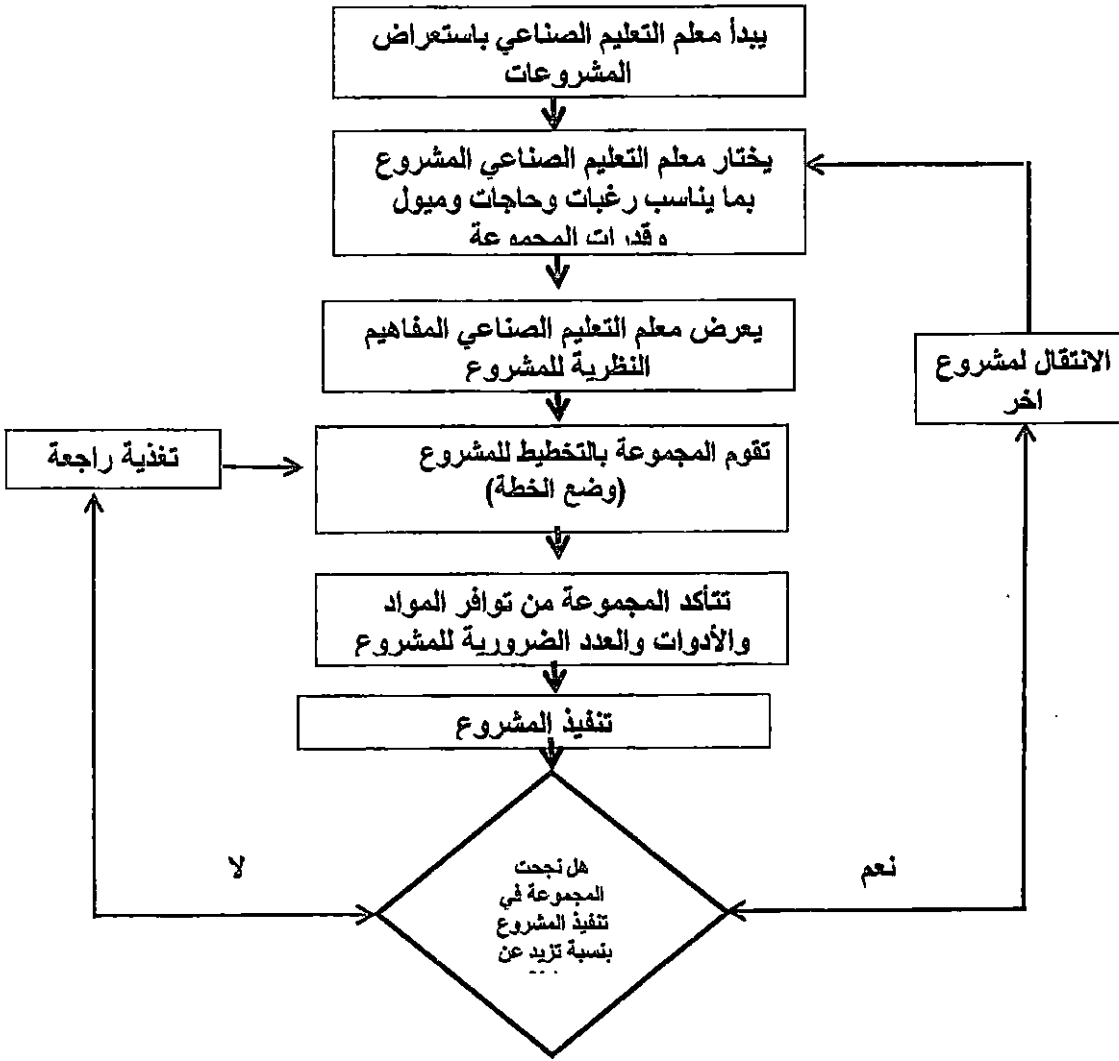 يبدأ معلم التعليم الصناعي باستعراض
المشروعات
يختار معلم التعليم الصناعي المشروع
بما يناسب رغبات وحاجات وميول
وقدرات المجموعة
يعرض معلم التعليم الصناعي المفاهيم
النظرية للمشروع
الانتقال لمشروع
اخر
تغذية راجعة
تقوم المجموعة بالتخطيط للمشروع
(وضع الخطة)
تتأكد المجموعة من توافر المواد
والأدوات والعدد الضرورية للمشروع
تنفيذ المشروع
نعم
لا
هل نجحت
المجموعة في
تنفيذ المشروع
بنسبة تزيد عن